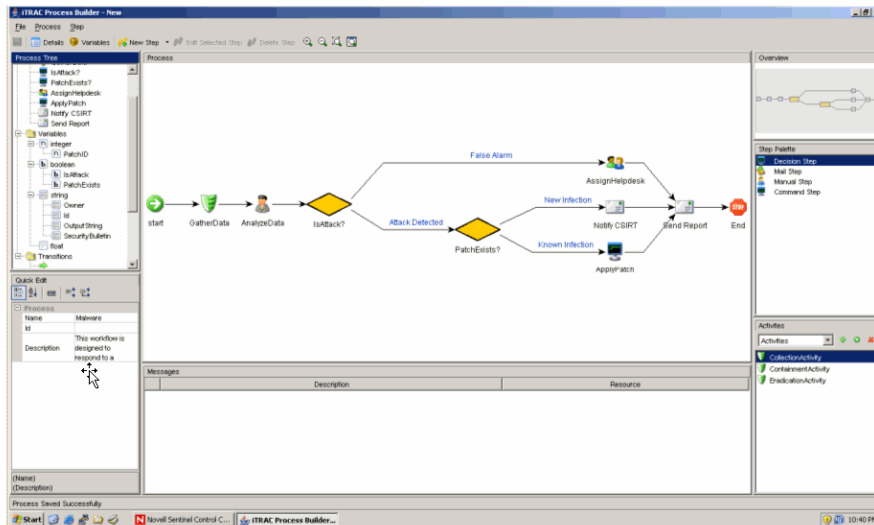 iTRAC Process Builder - New
File Process Step
Details Variables New Step Edit Selected Step Delete Step
Process Tree
IsAttack?
PatchExists?
AssignHelpdesk
ApplyPatch
Notify CSIRT
Send Report
Variables
integer
PatchID
boolean
IsAttack
PatchExists
string
Owner
Id
OutputString
SecurityBulletin
float
Transitions
Quick Edit
Process
Name Malware
Id
Description This workflow is
designed to
respond to a
(Name)
(Description)
Process
start
GatherData
AnalyzeData
IsAttack?
False Alarm
Attack Detected
AssignHelpdesk
PatchExists?
New Infection
Known Infection
Notify CSIRT
ApplyPatch
Send Report
STOP
End
Messages
Description Resource
Overview
Step Palette
Decision Step
Mail Step
Manual Step
Command Step
Activities
Activities
CollectionActivity
ContainmentActivity
EradicationActivity
Process Saved Successfully
Start Novell Sentinel Control C... iTRAC Process Builder... 10:40 PM